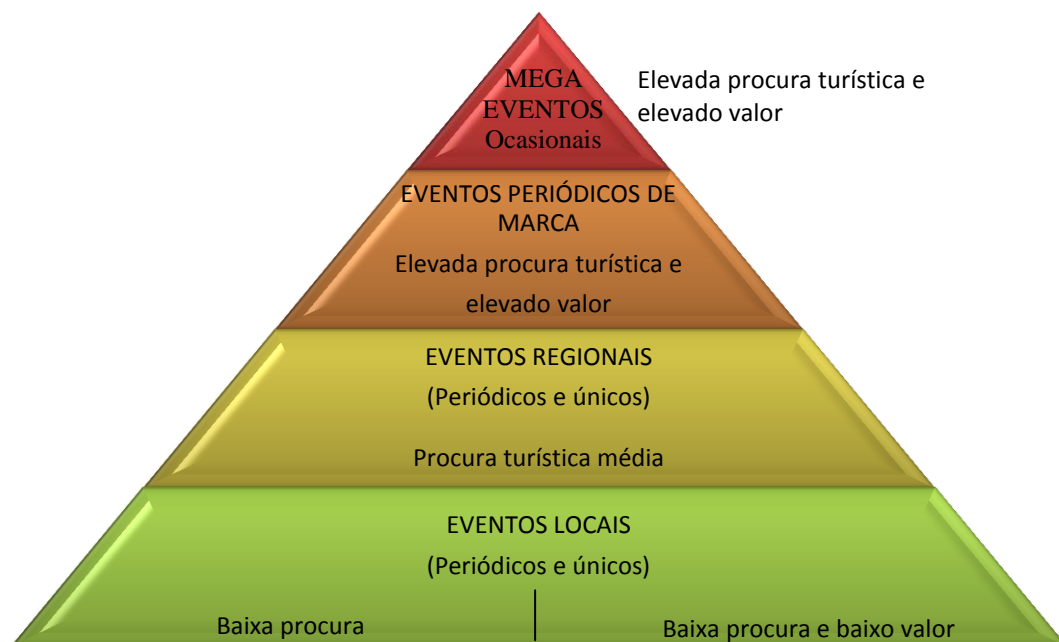 MEGA
EVENTOS
Ocasionais
Elevada procura turística e
elevado valor
EVENTOS PERIÓDICOS DE
MARCA
Elevada procura turística e
elevado valor
EVENTOS REGIONAIS
(Periódicos e únicos)
Procura turística média
EVENTOS LOCAIS
(Periódicos e únicos)
Baixa procura
Baixa procura e baixo valor